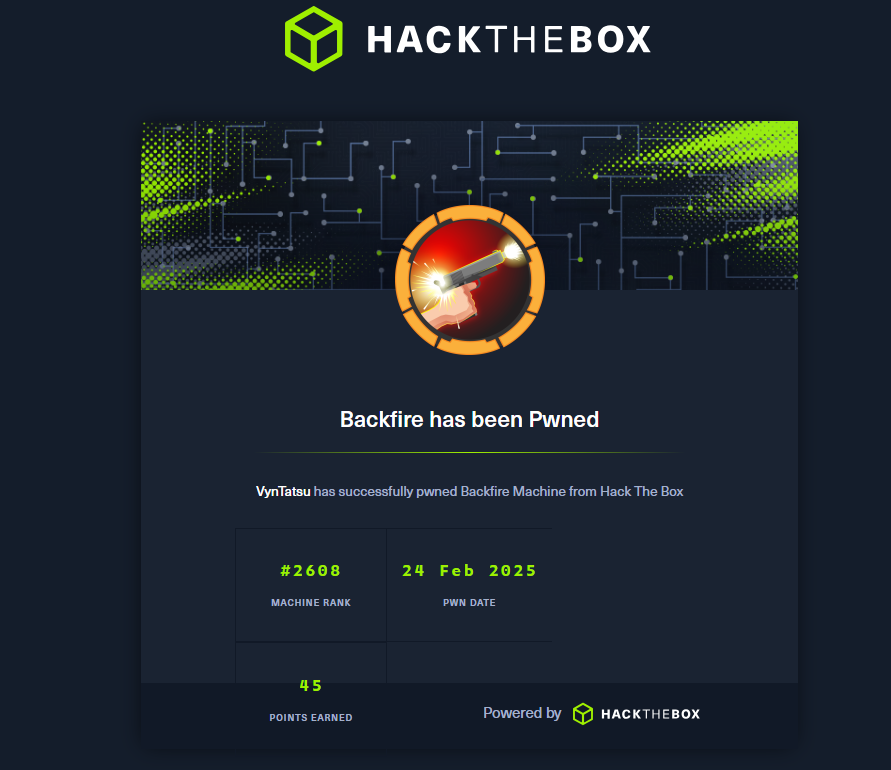 HACKTHEBOX
Backfire has been Pwned
VynTatsu has successfully pwned Backfire Machine from Hack The Box
#2608
24 Feb 2025
MACHINE RANK
PWN DATE
45
POINTS EARNED
Powered by HACKTHEBOX